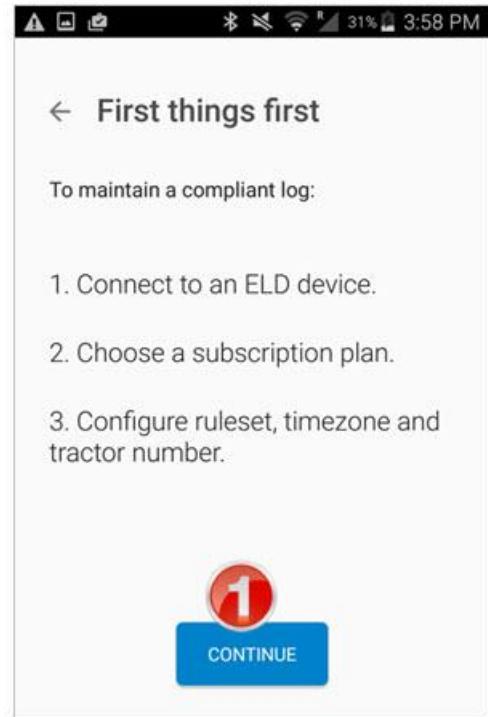 R 31% 3:58 PM
← First things first
To maintain a compliant log:
1. Connect to an ELD device.
2. Choose a subscription plan.
3. Configure ruleset, timezone and
tractor number.
1
CONTINUE